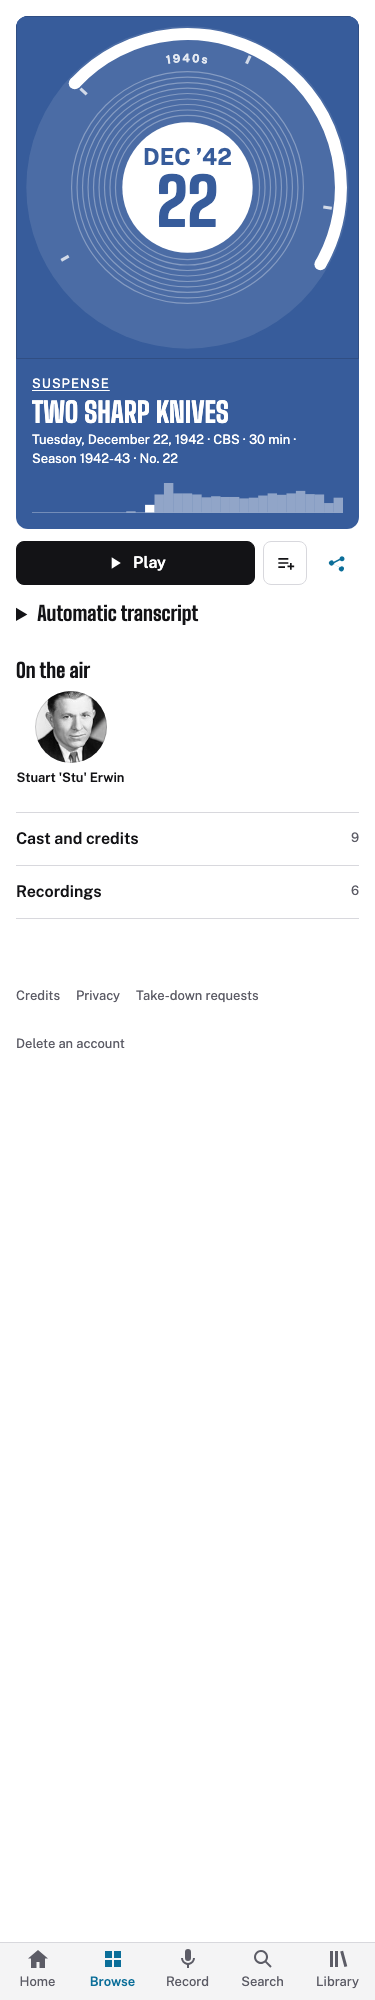 1940s
DEC ’42
22
SUSPENSE
TWO SHARP KNIVES
Tuesday, December 22, 1942 · CBS · 30 min ·
Season 1942-43 · No. 22
Play
Automatic transcript
On the air
Stuart 'Stu' Erwin
Cast and credits 9
Recordings 6
Credits Privacy Take-down requests
Delete an account
Home Browse Record Search Library